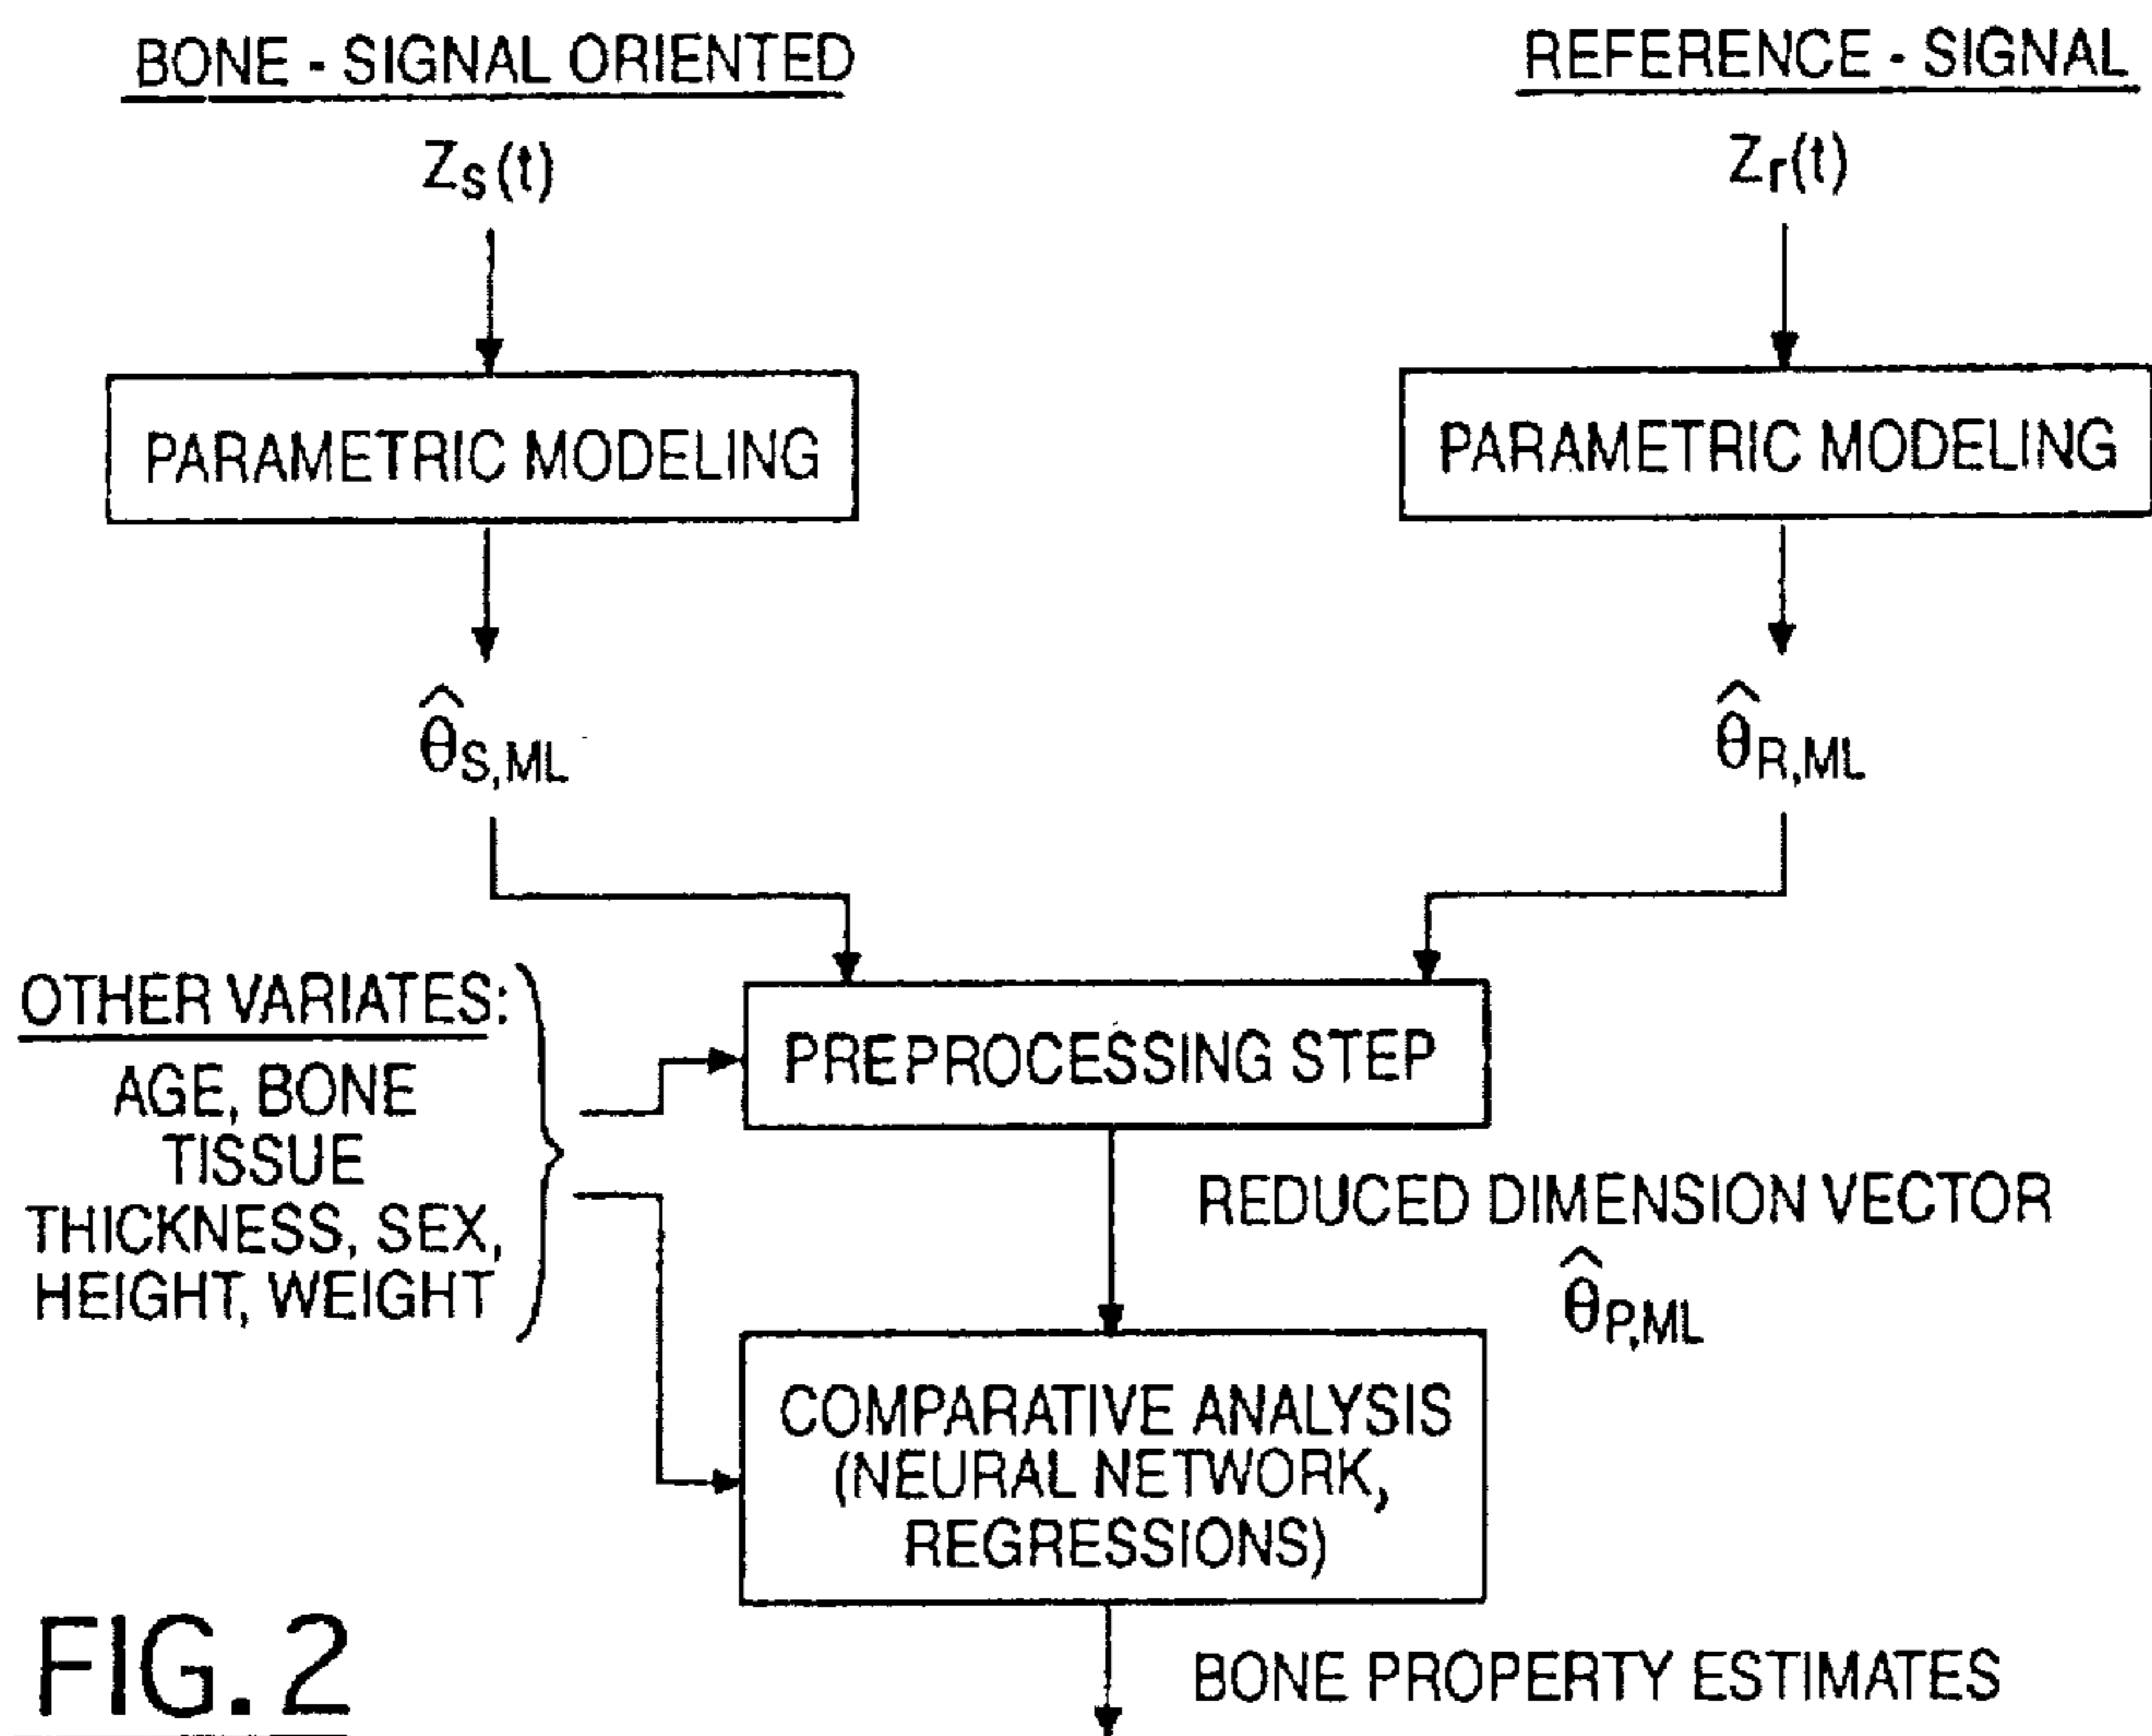 BONE - SIGNAL ORIENTED
REFERENCE - SIGNAL
Zs(t)
Zr(t)
PARAMETRIC MODELING
PARAMETRIC MODELING
θ̂S,ML
θ̂R,ML
OTHER VARIATES:
AGE, BONE
TISSUE
THICKNESS, SEX,
HEIGHT, WEIGHT
PREPROCESSING STEP
REDUCED DIMENSION VECTOR
θ̂P,ML
COMPARATIVE ANALYSIS
(NEURAL NETWORK,
REGRESSIONS)
BONE PROPERTY ESTIMATES
FIG. 2